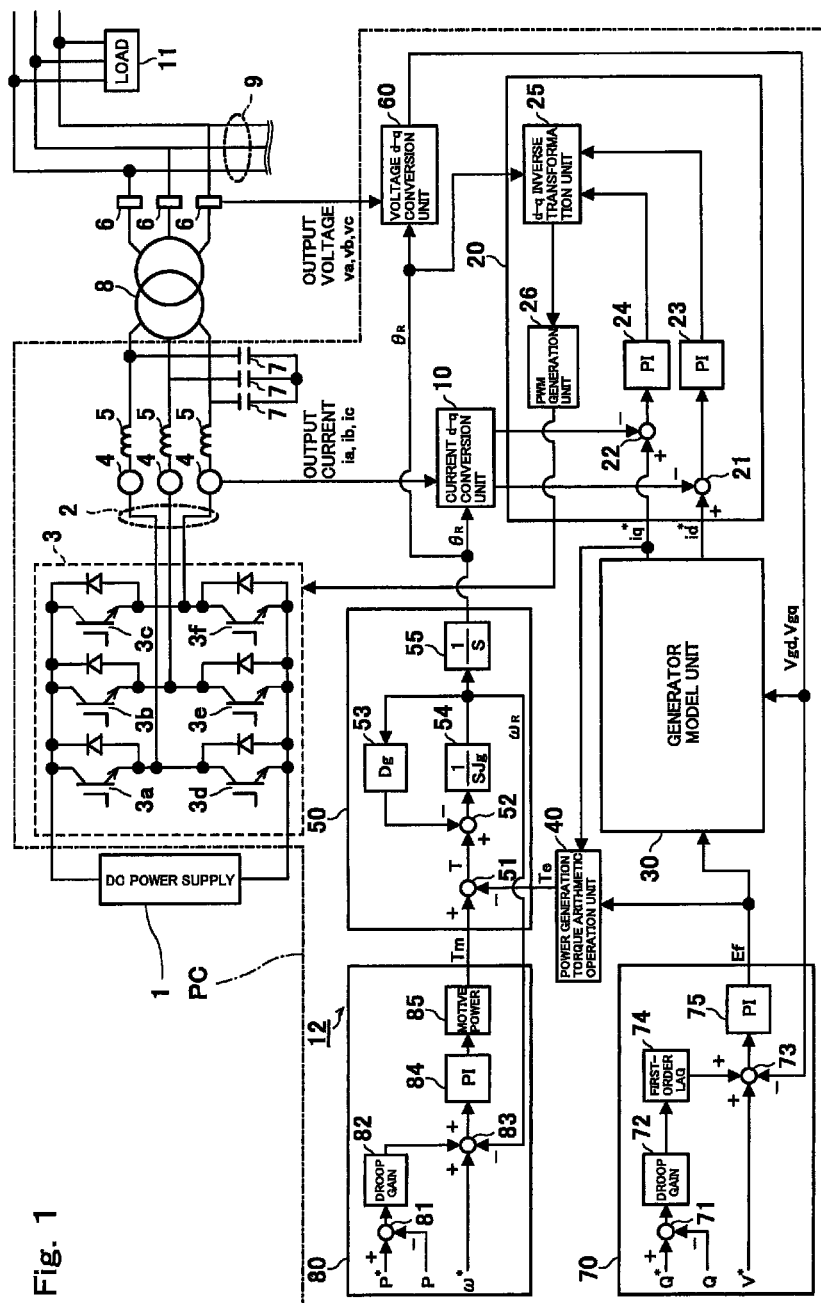 Fig. 1
DC POWER SUPPLY
1
PC
3
3a
3b
3c
3d
3e
3f
2
4
4
4
5
5
5
7
7
7
8
6
6
6
9
LOAD
11
OUTPUT
CURRENT
ia, ib, ic
OUTPUT
VOLTAGE
va,vb,vc
12
80
P*
+
−
P
ω*
81
DROOP
GAIN
82
+
+
−
83
PI
84
MOTIVE
POWER
85
Tm
50
+
−
51
T
+
−
52
Dg
53
1
SJg
54
1
S
55
ωR
θR
θR
Te
40
POWER GENERATION
TORQUE ARITHMETIC
OPERATION UNIT
CURRENT d-q
CONVERSION
UNIT
10
VOLTAGE d-q
CONVERSION
UNIT
60
20
d-q INVERSE
TRANSFORMA
TION UNIT
25
PWM GENERATION
UNIT
26
PI
24
PI
23
−
+
22
−
+
21
iq*
id*
GENERATOR
MODEL UNIT
30
Vgd,Vgq
70
Q*
+
−
Q
V*
71
DROOP
GAIN
72
FIRST-
ORDER
LAG
74
+
+
−
73
PI
75
Ef